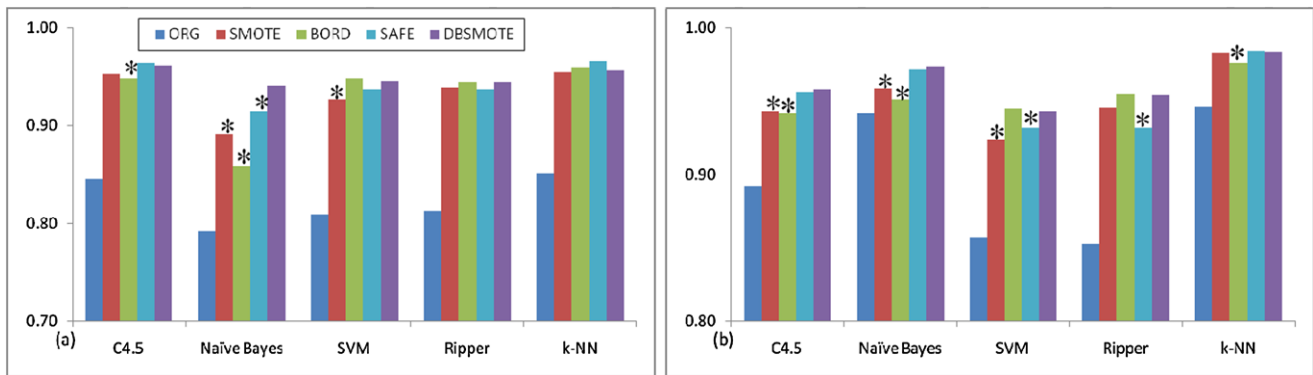 1.00
ORG SMOTE BORD SAFE DBSMOTE
* * * * * *
0.90
0.80
0.70
(a)
C4.5 Naïve Bayes SVM Ripper k-NN
1.00
* * * * * * * *
0.90
0.80
(b)
C4.5 Naïve Bayes SVM Ripper k-NN